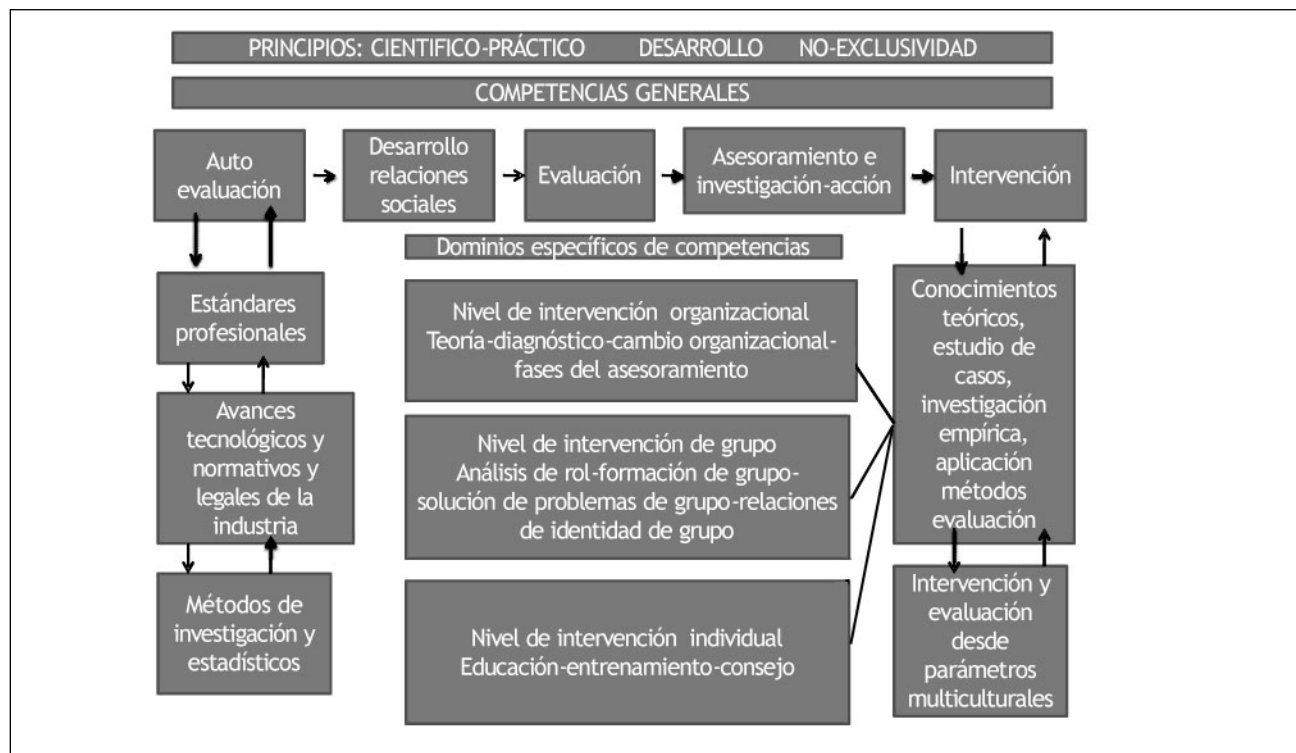 PRINCIPIOS: CIENTIFICO-PRÁCTICO DESARROLLO NO-EXCLUSIVIDAD
COMPETENCIAS GENERALES
Auto
evaluación
Desarrollo
relaciones
sociales
Evaluación
Asesoramiento e
investigación-acción
Intervención
Estándares
profesionales
Avances
tecnológicos y
normativos y
legales de la
industria
Métodos de
investigación y
estadísticos
Dominios específicos de competencias
Nivel de intervención organizacional
Teoría-diagnóstico-cambio organizacional-
fases del asesoramiento
Nivel de intervención de grupo
Análisis de rol-formación de grupo-
solución de problemas de grupo-relaciones
de identidad de grupo
Nivel de intervención individual
Educación-entrenamiento-consejo
Conocimientos
teóricos,
estudio de
casos,
investigación
empírica,
aplicación
métodos
evaluación
Intervención y
evaluación
desde
parámetros
multiculturales